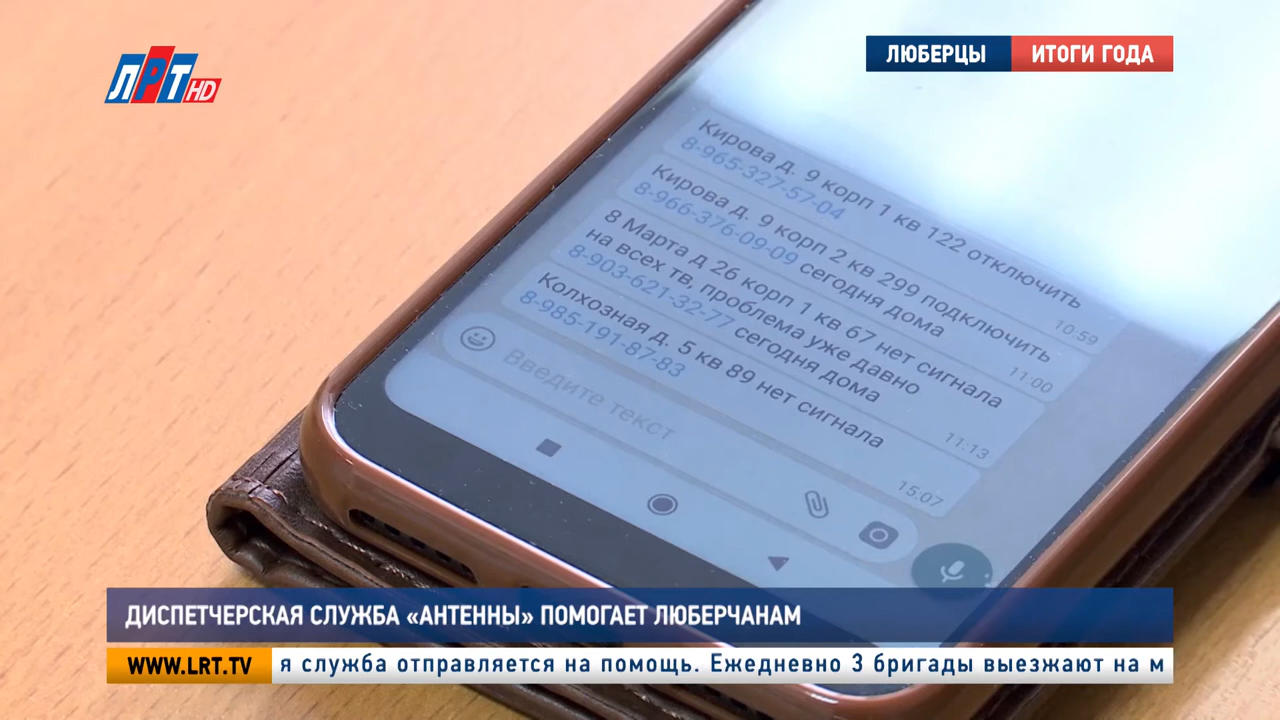 ЛРТ HD
ЛЮБЕРЦЫ ИТОГИ ГОДА
Кирова д. 9 корп 1 кв 122 отключить
8-965-327-57-04
10:59
Кирова д. 9 корп 2 кв 299 подключить
8-966-376-09-09 сегодня дома
11:00
8 Марта д 26 корп 1 кв 67 нет сигнала
на всех тв, проблема уже давно
8-903-621-32-77 сегодня дома
11:13
Колхозная д. 5 кв 89 нет сигнала
8-985-191-87-83
15:07
Введите текст
ДИСПЕТЧЕРСКАЯ СЛУЖБА «АНТЕННЫ» ПОМОГАЕТ ЛЮБЕРЧАНАМ
WWW.LRT.TV я служба отправляется на помощь. Ежедневно 3 бригады выезжают на м